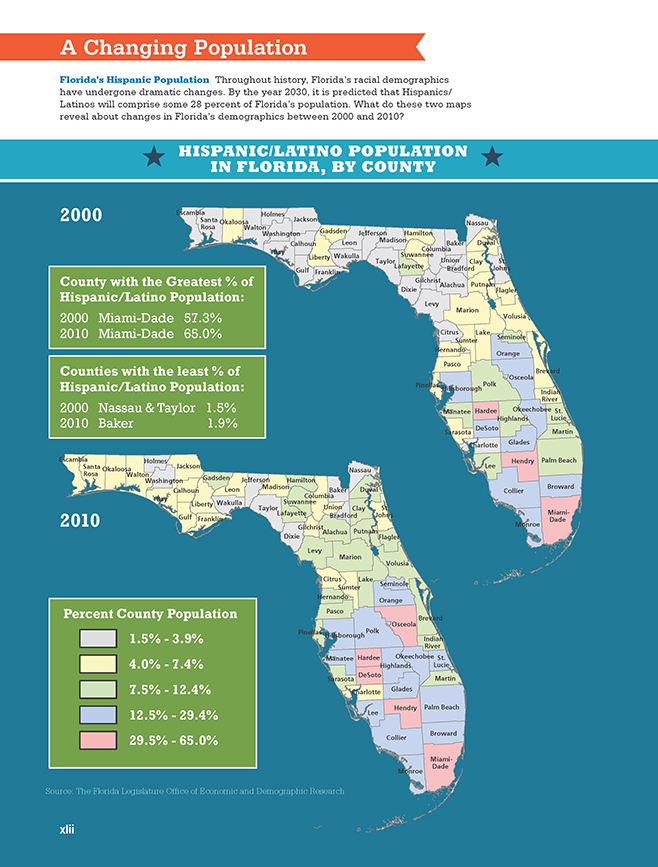 A Changing Population
Florida's Hispanic Population Throughout history, Florida's racial demographics
have undergone dramatic changes. By the year 2030, it is predicted that Hispanics/
Latinos will comprise some 28 percent of Florida's population. What do these two maps
reveal about changes in Florida's demographics between 2000 and 2010?
HISPANIC/LATINO POPULATION
IN FLORIDA, BY COUNTY
2000
Escambia
Santa
Rosa
Okaloosa
Walton
Holmes
Washington
Jackson
Bay
Calhoun
Gulf
Gadsden
Liberty
Franklin
Leon
Wakulla
Jefferson
Madison
Taylor
Hamilton
Suwannee
Lafayette
Columbia
Dixie
Gilchrist
Baker
Union
Bradford
Alachua
Levy
Nassau
Duval
Clay
St.
Johns
Putnam
Flagler
Marion
Volusia
Citrus
Sumter
Lake
Hernando
Pasco
Seminole
Orange
Brevard
Osceola
Pinellas
Hillsborough
Polk
Indian
River
Manatee
Hardee
Okeechobee
St.
Lucie
Highlands
Sarasota
DeSoto
Martin
Charlotte
Glades
Lee
Hendry
Palm Beach
Collier
Broward
Monroe
Miami-
Dade
County with the Greatest % of
Hispanic/Latino Population:
2000 Miami-Dade 57.3%
2010 Miami-Dade 65.0%
Counties with the least % of
Hispanic/Latino Population:
2000 Nassau & Taylor 1.5%
2010 Baker 1.9%
2010
Escambia
Santa
Rosa
Okaloosa
Walton
Holmes
Washington
Jackson
Bay
Calhoun
Gulf
Gadsden
Liberty
Franklin
Leon
Wakulla
Jefferson
Madison
Taylor
Hamilton
Suwannee
Lafayette
Columbia
Dixie
Gilchrist
Baker
Union
Bradford
Alachua
Levy
Nassau
Duval
Clay
St.
Johns
Putnam
Flagler
Marion
Volusia
Citrus
Sumter
Lake
Hernando
Pasco
Seminole
Orange
Brevard
Osceola
Pinellas
Hillsborough
Polk
Indian
River
Manatee
Hardee
Okeechobee
St.
Lucie
Highlands
Sarasota
DeSoto
Martin
Charlotte
Glades
Lee
Hendry
Palm Beach
Collier
Broward
Monroe
Miami-
Dade
Percent County Population
1.5% - 3.9%
4.0% - 7.4%
7.5% - 12.4%
12.5% - 29.4%
29.5% - 65.0%
Source: The Florida Legislature Office of Economic and Demographic Research
xlii